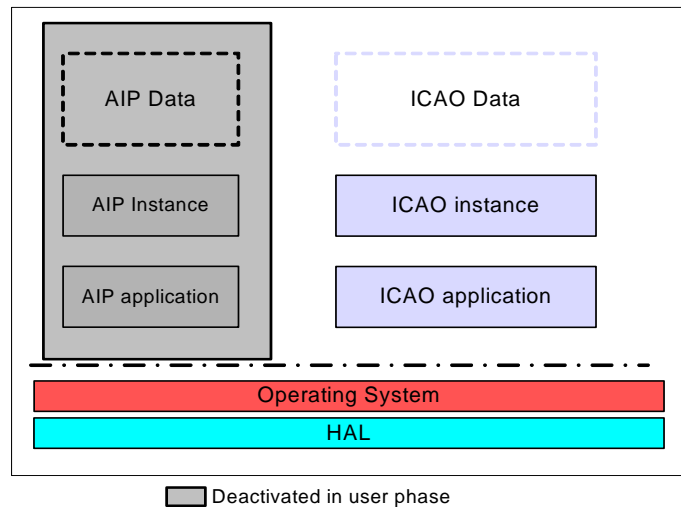 AIP Data
ICAO Data
AIP Instance
ICAO instance
AIP application
ICAO application
Operating System
HAL
Deactivated in user phase